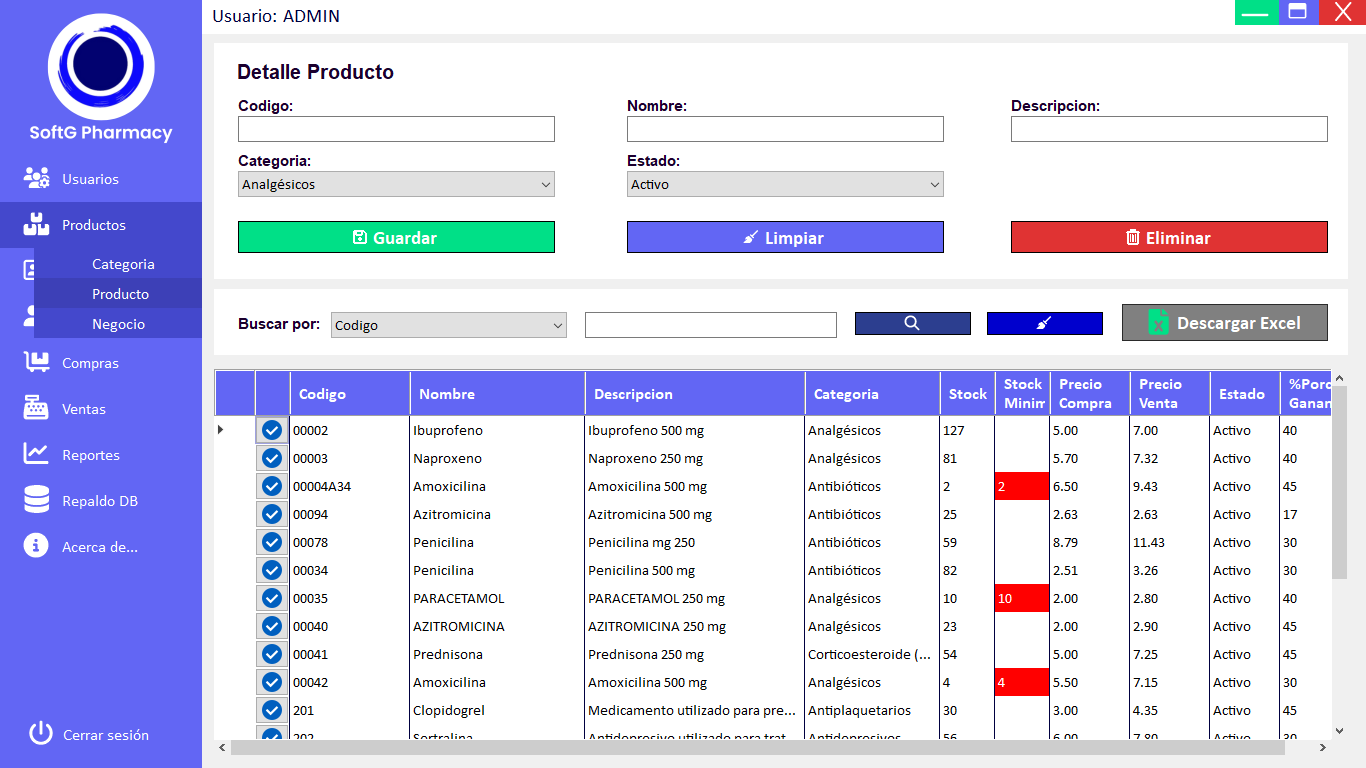 Usuario: ADMIN
SoftG Pharmacy
Usuarios
Productos
Categoria
Producto
Negocio
Compras
Ventas
Reportes
Repaldo DB
Acerca de...
Cerrar sesión
Detalle Producto
Codigo: Nombre: Descripcion:
Categoria: Estado:
Analgésicos Activo
Guardar Limpiar Eliminar
Buscar por: Codigo Descargar Excel
Codigo Nombre Descripcion Categoria Stock Stock Minim Precio Compra Precio Venta Estado %Porc Ganan
00002 Ibuprofeno Ibuprofeno 500 mg Analgésicos 127 5.00 7.00 Activo 40
00003 Naproxeno Naproxeno 250 mg Analgésicos 81 5.70 7.32 Activo 40
00004A34 Amoxicilina Amoxicilina 500 mg Antibióticos 2 2 6.50 9.43 Activo 45
00094 Azitromicina Azitromicina 500 mg Antibióticos 25 2.63 2.63 Activo 17
00078 Penicilina Penicilina mg 250 Antibióticos 59 8.79 11.43 Activo 30
00034 Penicilina Penicilina 500 mg Antibióticos 82 2.51 3.26 Activo 30
00035 PARACETAMOL PARACETAMOL 250 mg Analgésicos 10 10 2.00 2.80 Activo 40
00040 AZITROMICINA AZITROMICINA 250 mg Analgésicos 23 2.00 2.90 Activo 45
00041 Prednisona Prednisona 250 mg Corticoesteroide (... 54 5.00 7.25 Activo 45
00042 Amoxicilina Amoxicilina 500 mg Analgésicos 4 4 5.50 7.15 Activo 30
201 Clopidogrel Medicamento utilizado para pre... Antiplaquetarios 30 3.00 4.35 Activo 45
202 Sertralina Antidepresivo utilizado para trat... Antidepresivos 56 6.00 7.80 Activo 30